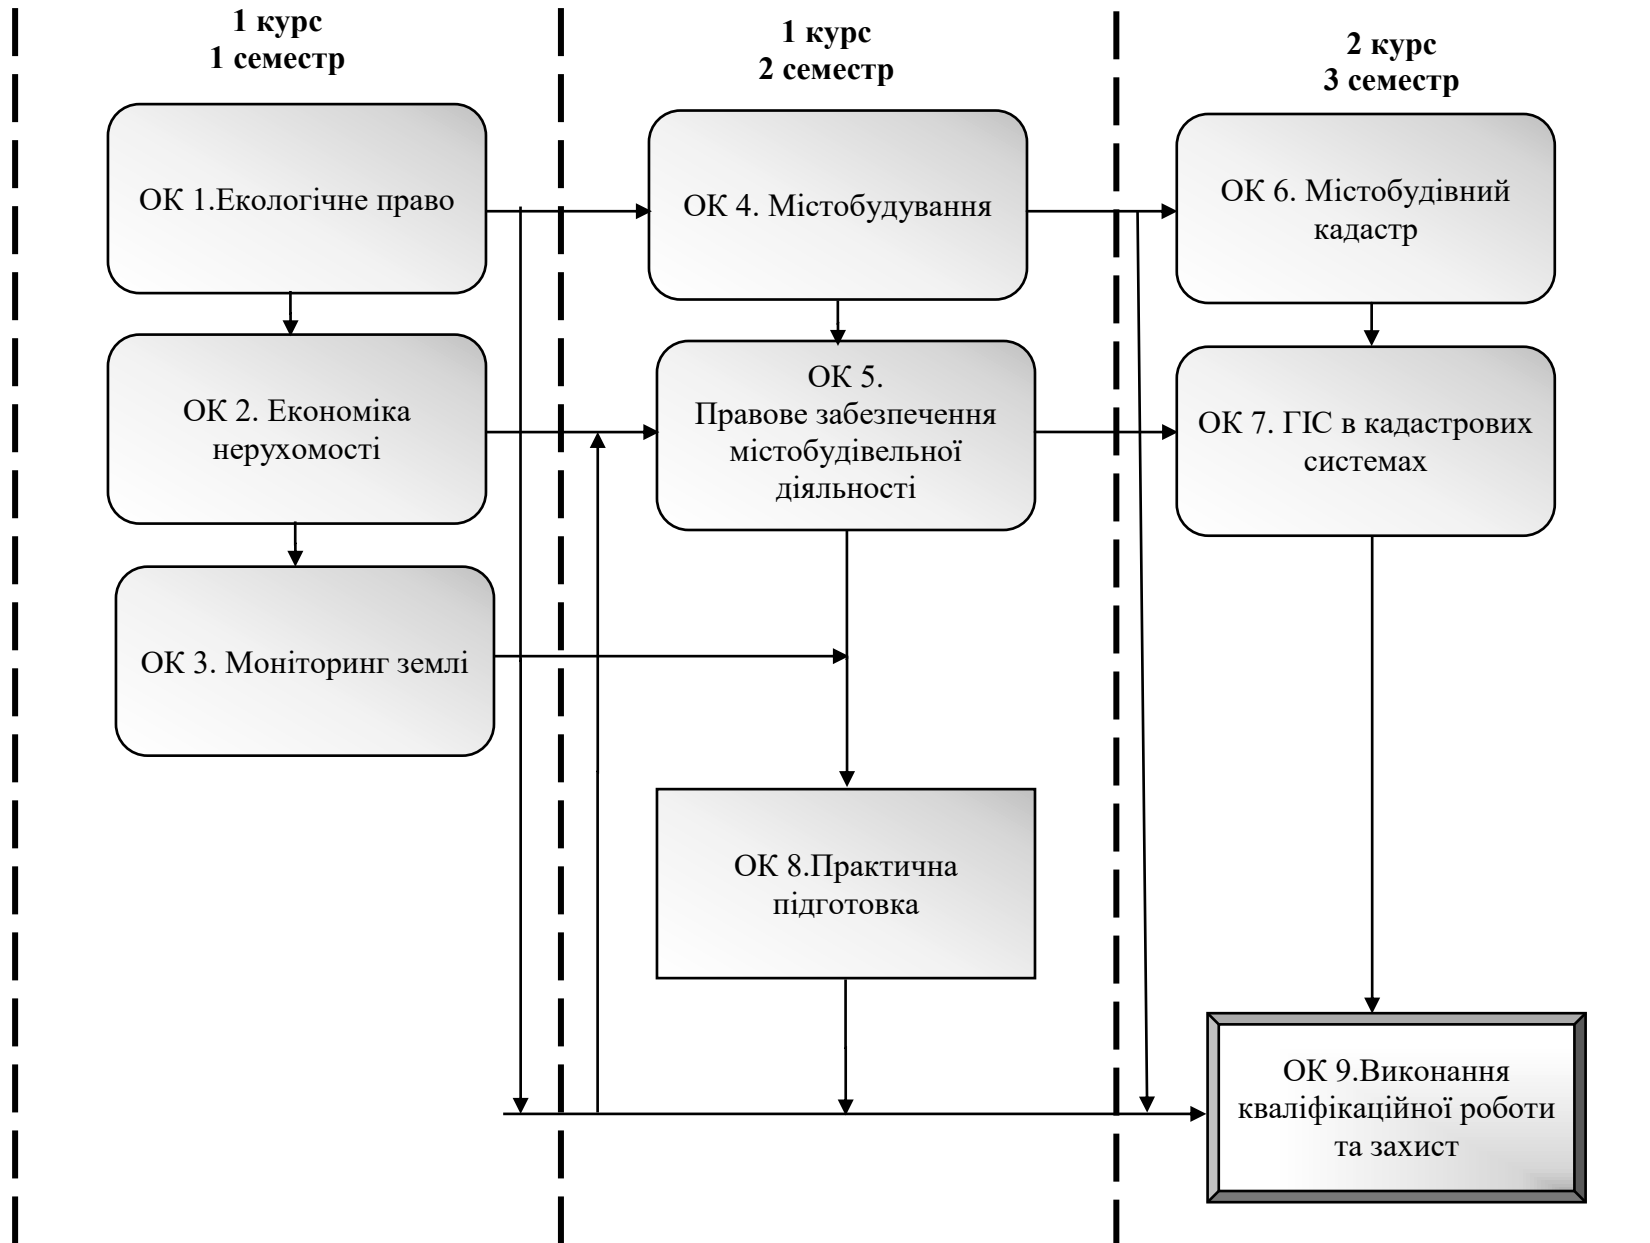 1 курс
1 семестр
1 курс
2 семестр
2 курс
3 семестр
ОК 1.Екологічне право
ОК 4. Містобудування
ОК 6. Містобудівний
кадастр
ОК 2. Економіка
нерухомості
ОК 5.
Правове забезпечення
містобудівельної
діяльності
ОК 7. ГІС в кадастрових
системах
ОК 3. Моніторинг землі
ОК 8.Практична
підготовка
ОК 9.Виконання
кваліфікаційної роботи
та захист